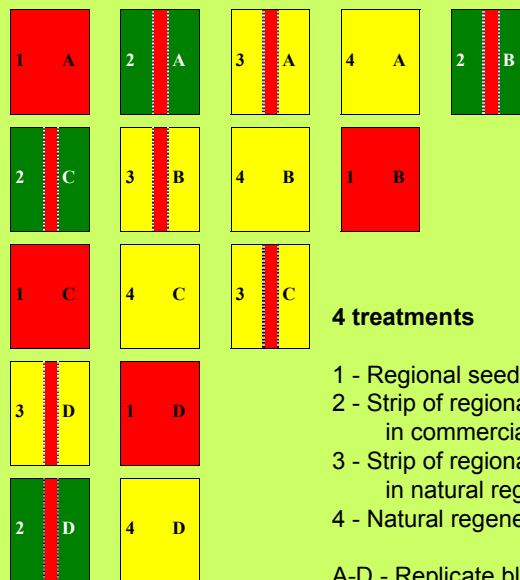 1 A 2 A 3 A 4 A 2 B
2 C 3 B 4 B 1 B
1 C 4 C 3 C
4 treatments
1 - Regional seed
2 - Strip of regiona
in commercia
3 D 1 D
3 - Strip of regiona
in natural reg
4 - Natural regene
2 D 4 D
A-D - Replicate bl